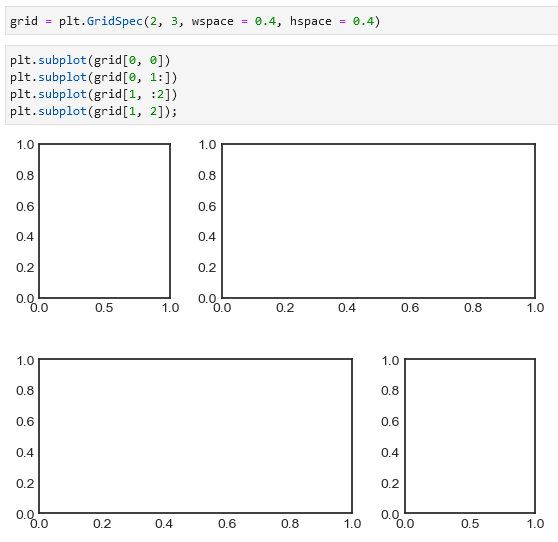 grid = plt.GridSpec(2, 3, wspace = 0.4, hspace = 0.4)
plt.subplot(grid[0, 0])
plt.subplot(grid[0, 1:])
plt.subplot(grid[1, :2])
plt.subplot(grid[1, 2]);
1.0 1.0
0.8 0.8
0.6 0.6
0.4 0.4
0.2 0.2
0.0 0.0
0.0 0.5 1.0 0.0 0.2 0.4 0.6 0.8 1.0
1.0 1.0
0.8 0.8
0.6 0.6
0.4 0.4
0.2 0.2
0.0 0.0
0.0 0.2 0.4 0.6 0.8 1.0 0.0 0.5 1.0